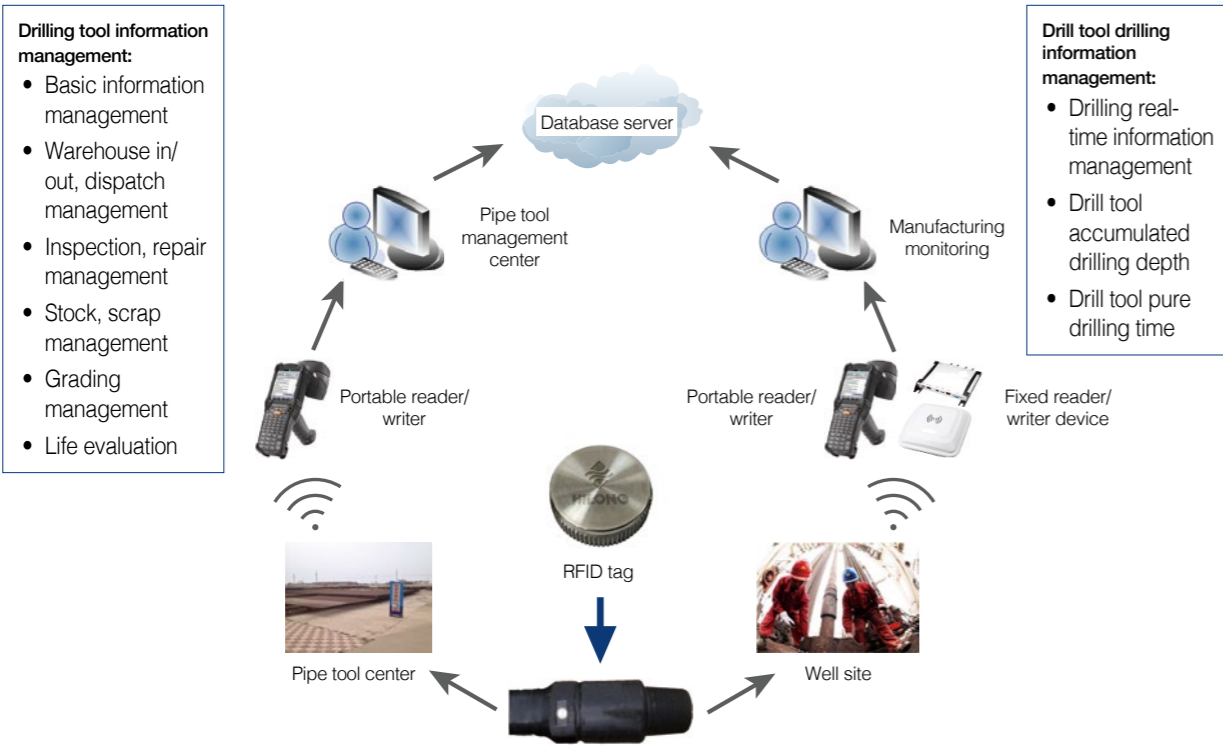 Drilling tool information
management:
• Basic information
management
• Warehouse in/
out, dispatch
management
• Inspection, repair
management
• Stock, scrap
management
• Grading
management
• Life evaluation
Database server
Pipe tool
management
center
Manufacturing
monitoring
Portable reader/
writer
Portable reader/
writer
Fixed reader/
writer device
HILONG
RFID tag
Pipe tool center
Well site
Drill tool drilling
information
management:
• Drilling real-
time information
management
• Drill tool
accumulated
drilling depth
• Drill tool pure
drilling time